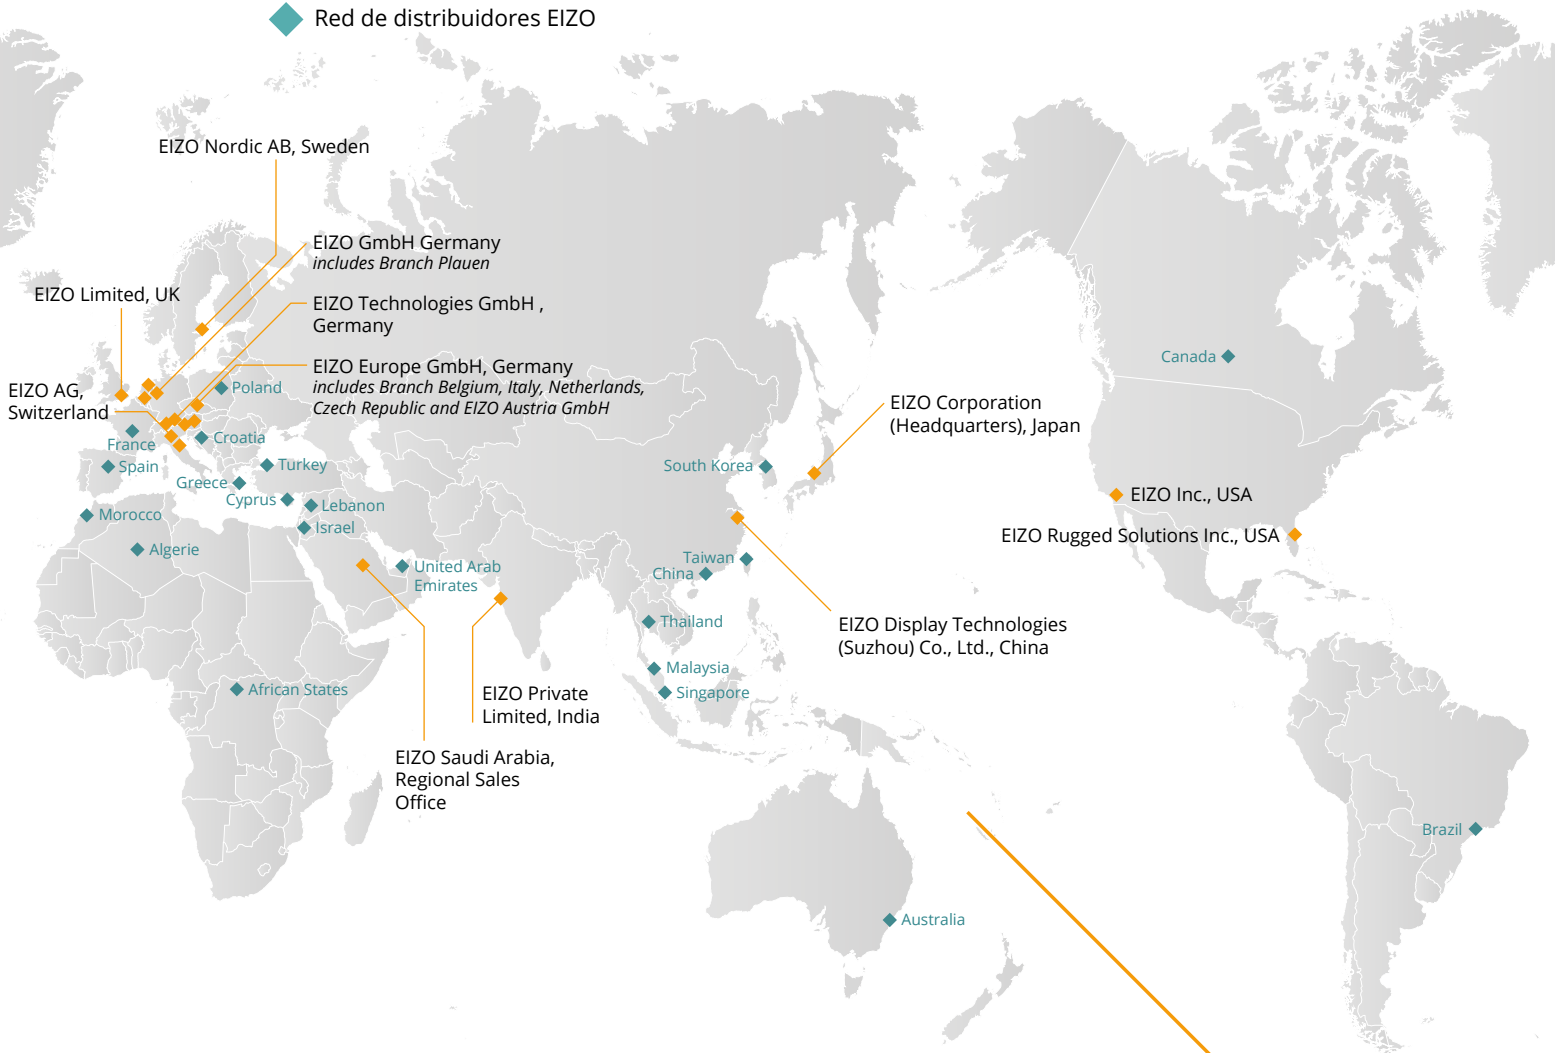 Red de distribuidores EIZO
EIZO Nordic AB, Sweden
EIZO GmbH Germany
includes Branch Plauen
EIZO Limited, UK
EIZO Technologies GmbH ,
Germany
EIZO Europe GmbH, Germany
includes Branch Belgium, Italy, Netherlands,
Czech Republic and EIZO Austria GmbH
EIZO AG,
Switzerland
Poland
France
Croatia
Spain
Turkey
Greece
Cyprus
Lebanon
Israel
Morocco
Algerie
United Arab
Emirates
African States
EIZO Private
Limited, India
EIZO Saudi Arabia,
Regional Sales
Office
South Korea
Taiwan
China
Thailand
Malaysia
Singapore
EIZO Corporation
(Headquarters), Japan
EIZO Display Technologies
(Suzhou) Co., Ltd., China
Canada
EIZO Inc., USA
EIZO Rugged Solutions Inc., USA
Brazil
Australia